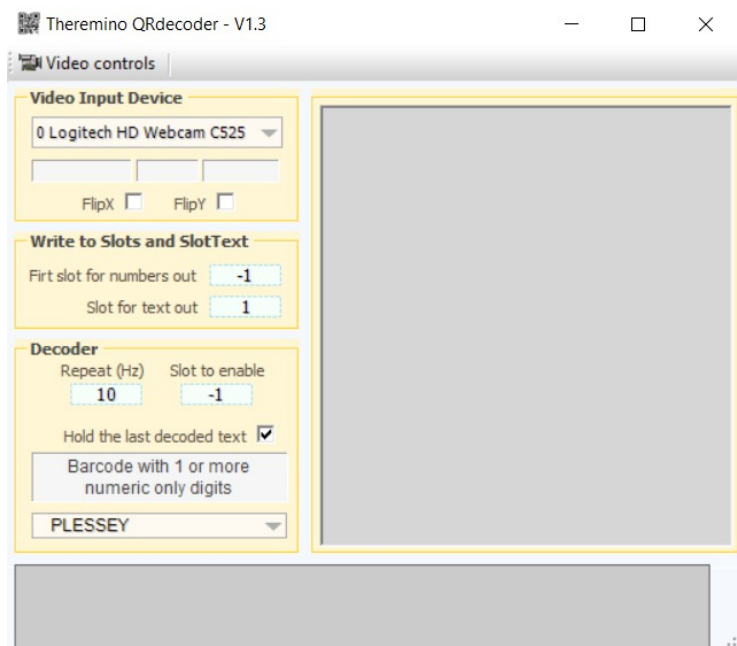 Theremino QRdecoder - V1.3
Video controls
Video Input Device
0 Logitech HD Webcam C525
FlipX FlipY
Write to Slots and SlotText
Firt slot for numbers out -1
Slot for text out 1
Decoder
Repeat (Hz) Slot to enable
10 -1
Hold the last decoded text
Barcode with 1 or more
numeric only digits
PLESSEY